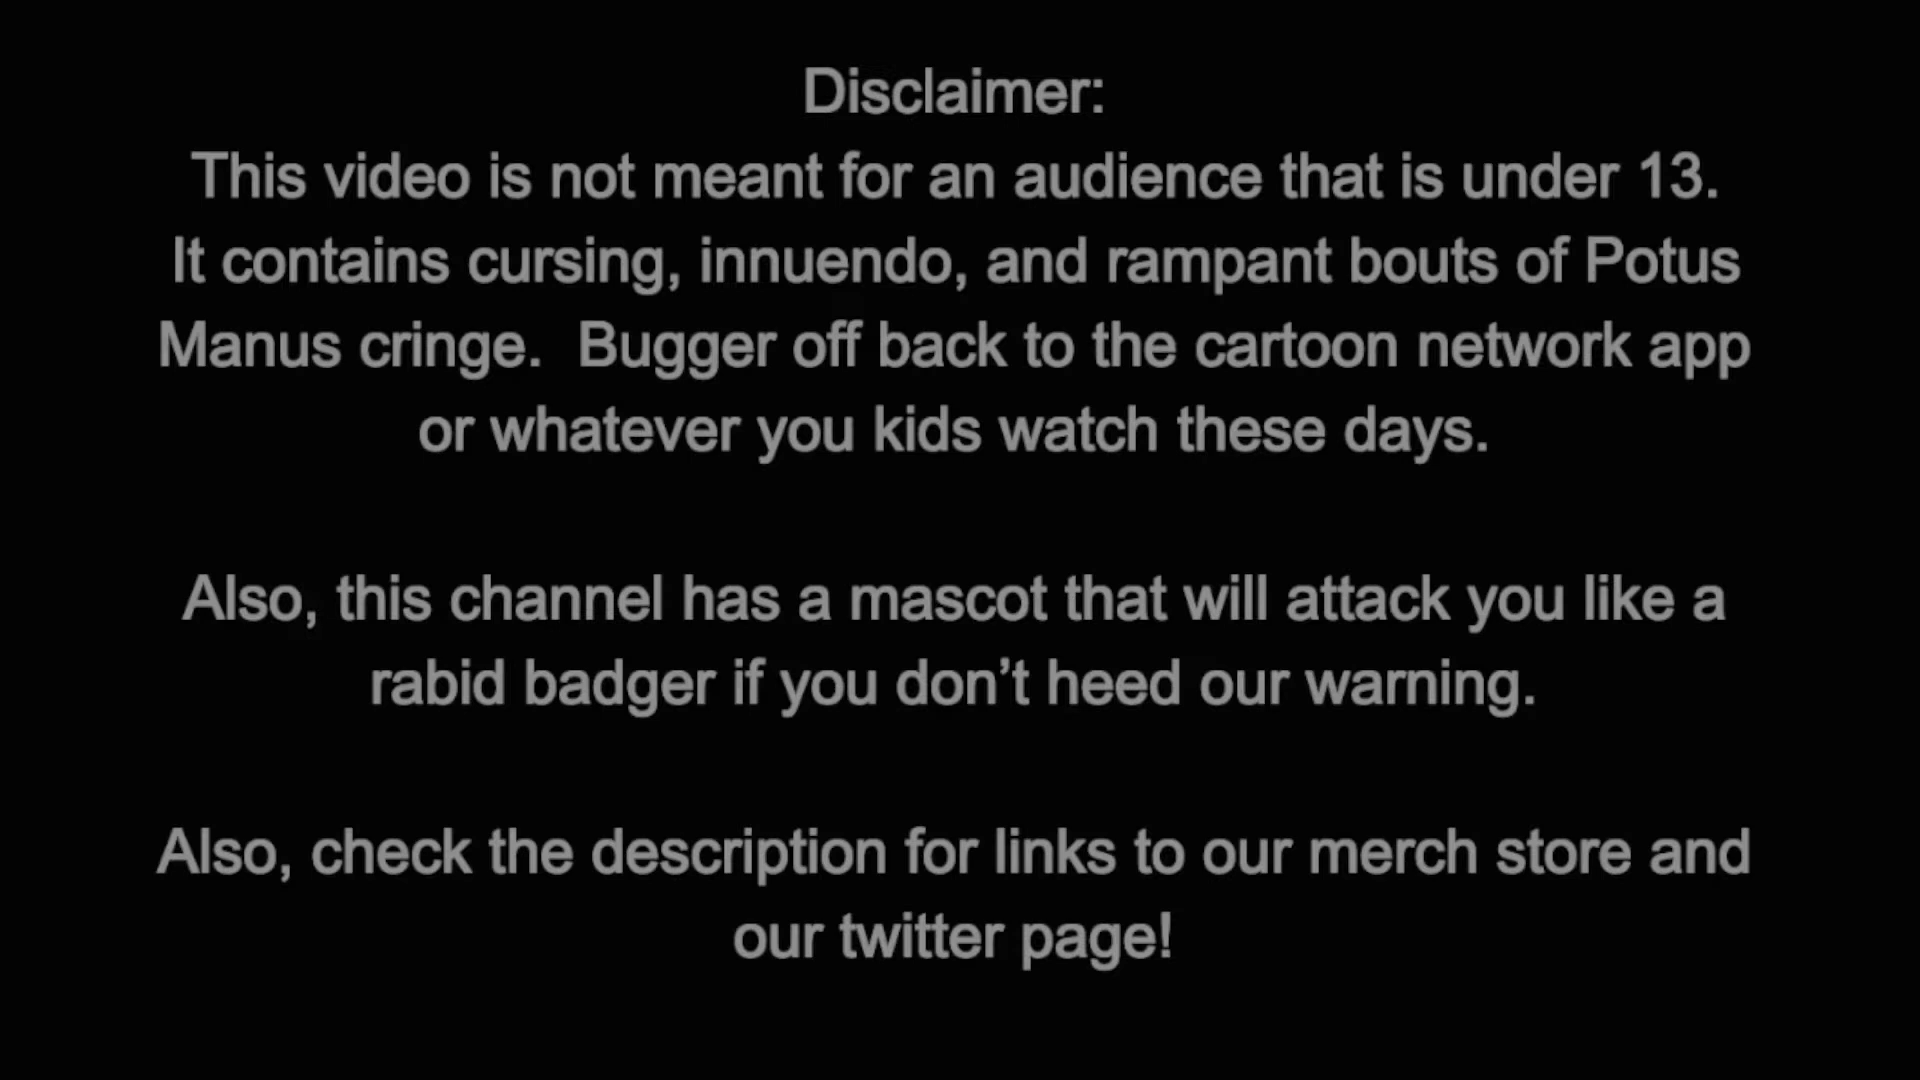 Disclaimer:
This video is not meant for an audience that is under 13.
It contains cursing, innuendo, and rampant bouts of Potus
Manus cringe.  Bugger off back to the cartoon network app
or whatever you kids watch these days.
Also, this channel has a mascot that will attack you like a
rabid badger if you don’t heed our warning.
Also, check the description for links to our merch store and
our twitter page!